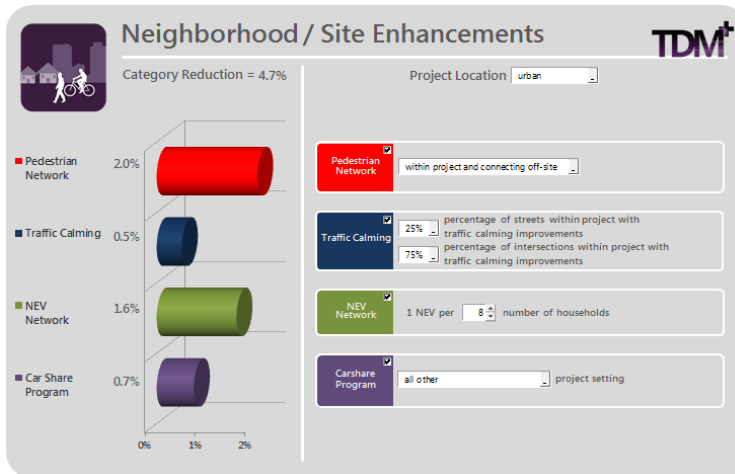 Neighborhood / Site Enhancements
TDM+
Category Reduction = 4.7%
Project Location urban
Pedestrian
Network
2.0%
Traffic Calming 0.5%
NEV
Network
1.6%
Car Share
Program
0.7%
0% 1% 2%
Pedestrian
Network
within project and connecting off-site
Traffic Calming
25% percentage of streets within project with
traffic calming improvements
75% percentage of intersections within project with
traffic calming improvements
NEV
Network
1 NEV per 8 number of households
Carshare
Program
all other project setting